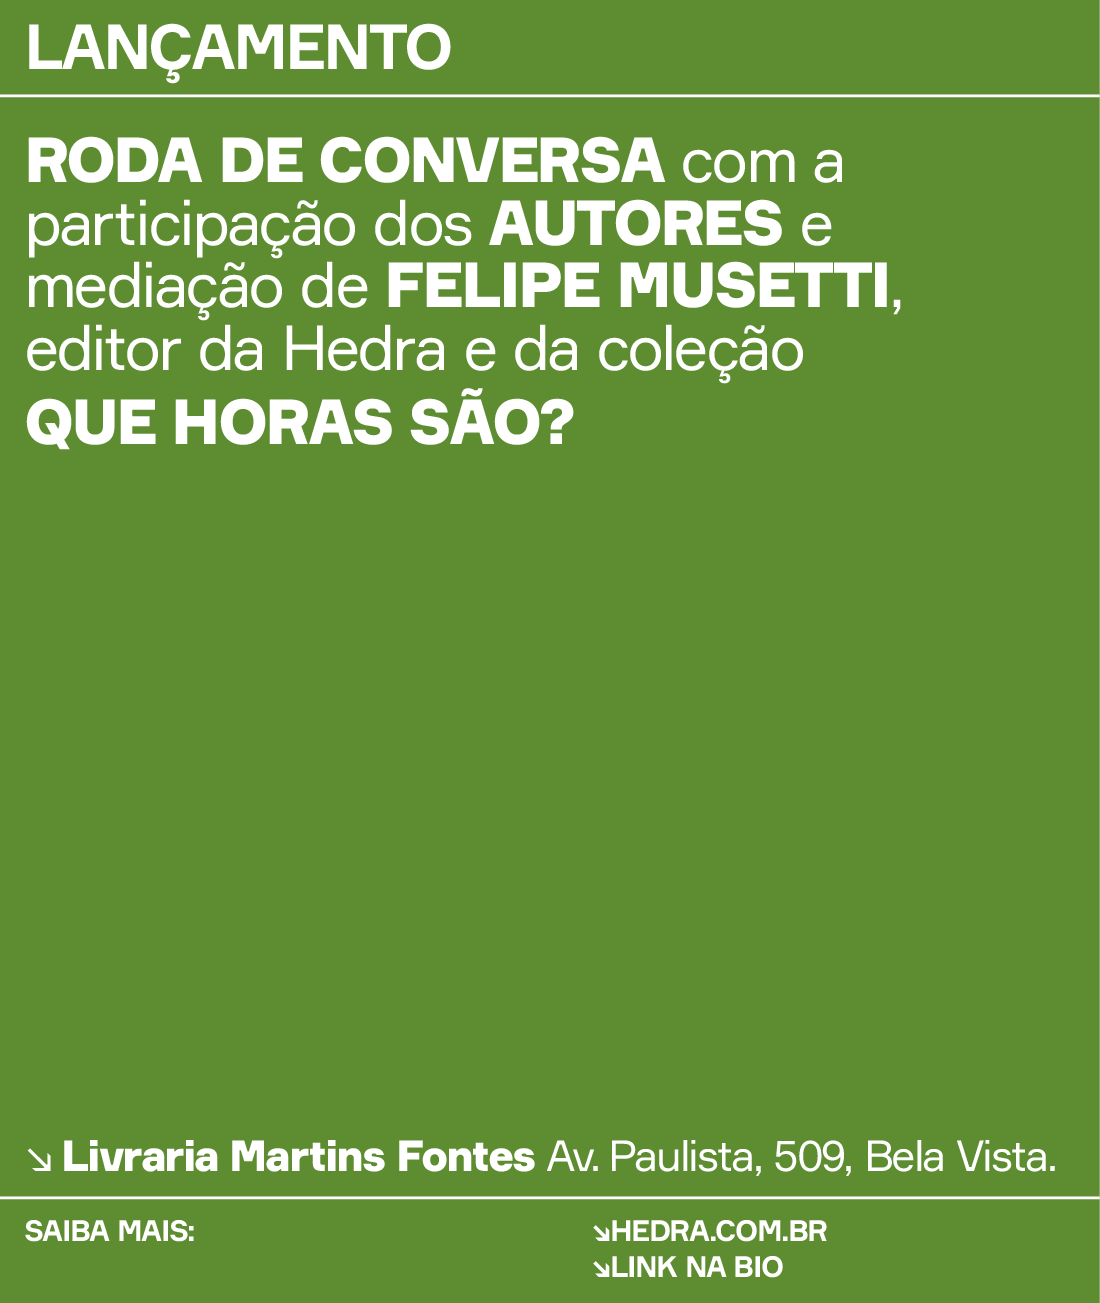 LANÇAMENTO
RODA DE CONVERSA com a
participação dos AUTORES e
mediação de FELIPE MUSETTI,
editor da Hedra e da coleção
QUE HORAS SÃO?
↘ Livraria Martins Fontes Av. Paulista, 509, Bela Vista.
SAIBA MAIS:
↘HEDRA.COM.BR
↘LINK NA BIO